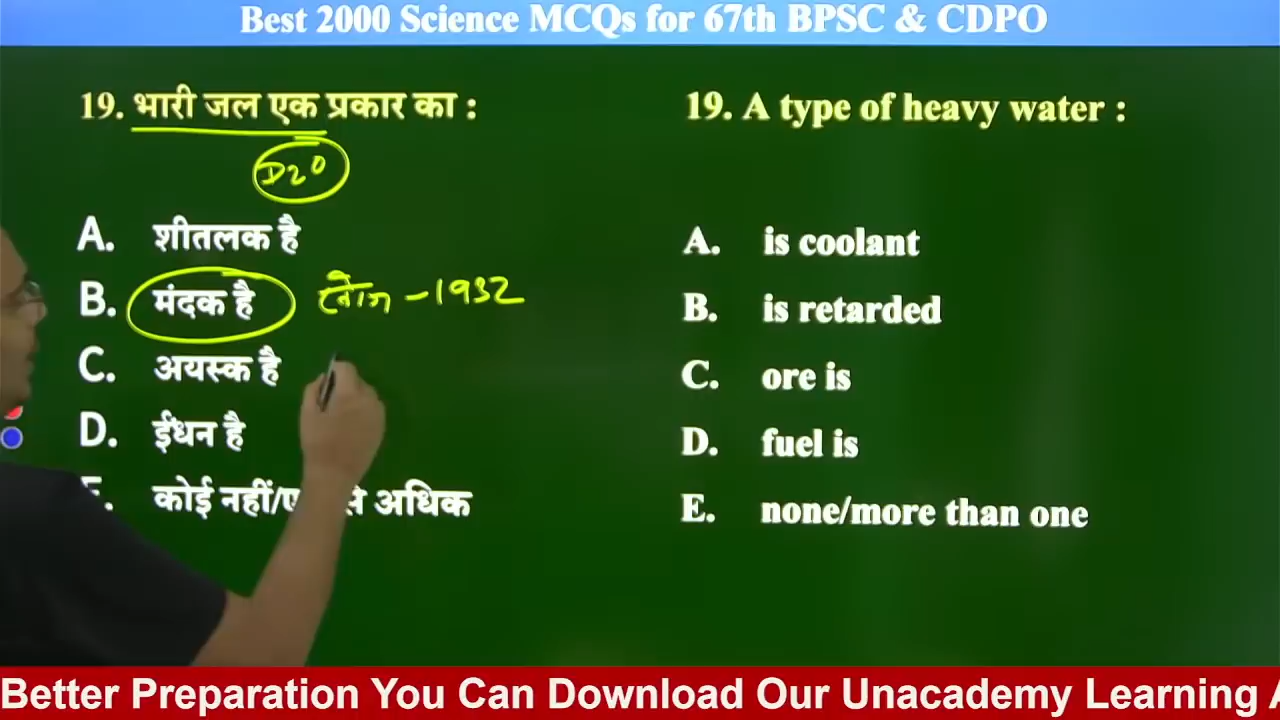 Best 2000 Science MCQs for 67th BPSC & CDPO
19. भारी जल एक प्रकार का :
D2O
A. शीतलक है
B. मंदक है
खोज - 1932
C. अयस्क है
D. ईंधन है
E. कोई नहीं/ अधिक
19. A type of heavy water :
A. is coolant
B. is retarded
C. ore is
D. fuel is
E. none/more than one
Better Preparation You Can Download Our Unacademy Learning